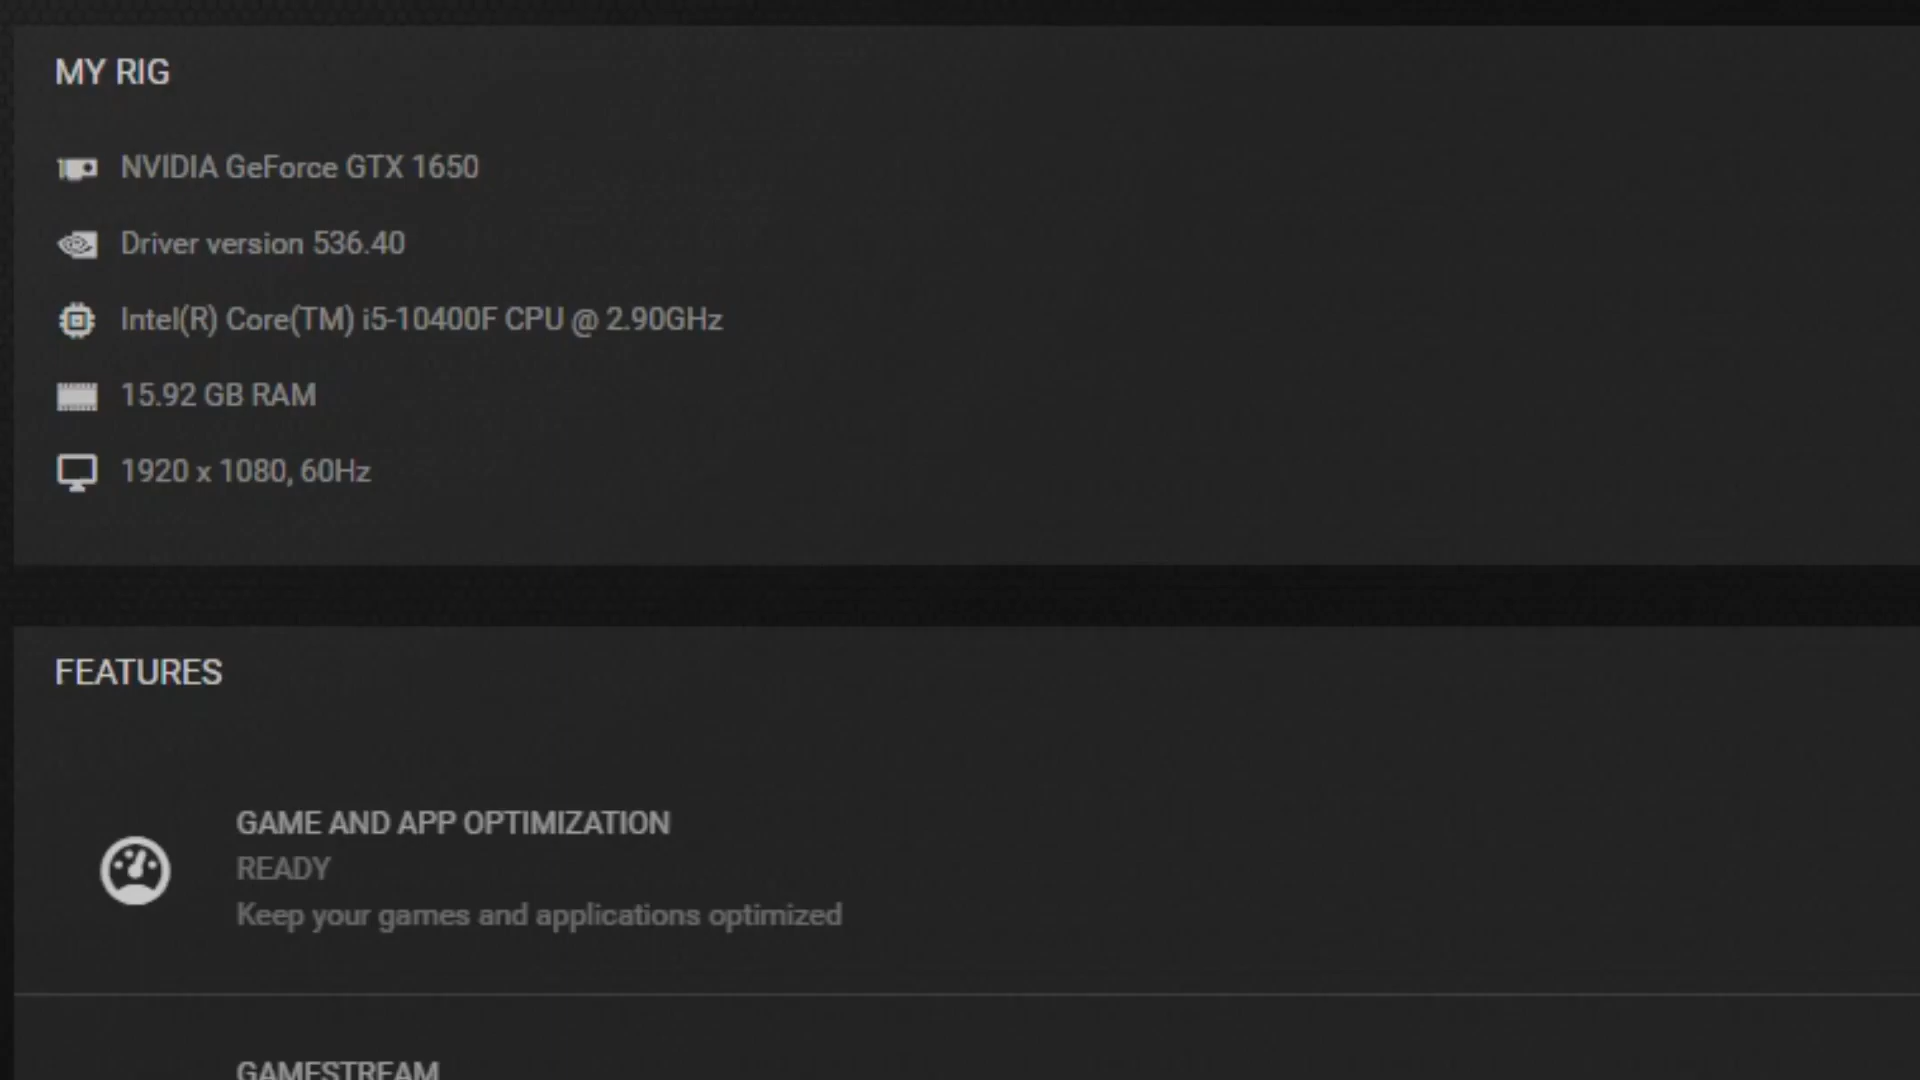 MY RIG
NVIDIA GeForce GTX 1650
Driver version 536.40
Intel(R) Core(TM) i5-10400F CPU @ 2.90GHz
15.92 GB RAM
1920 x 1080, 60Hz
FEATURES
GAME AND APP OPTIMIZATION
READY
Keep your games and applications optimized
GAMESTREAM